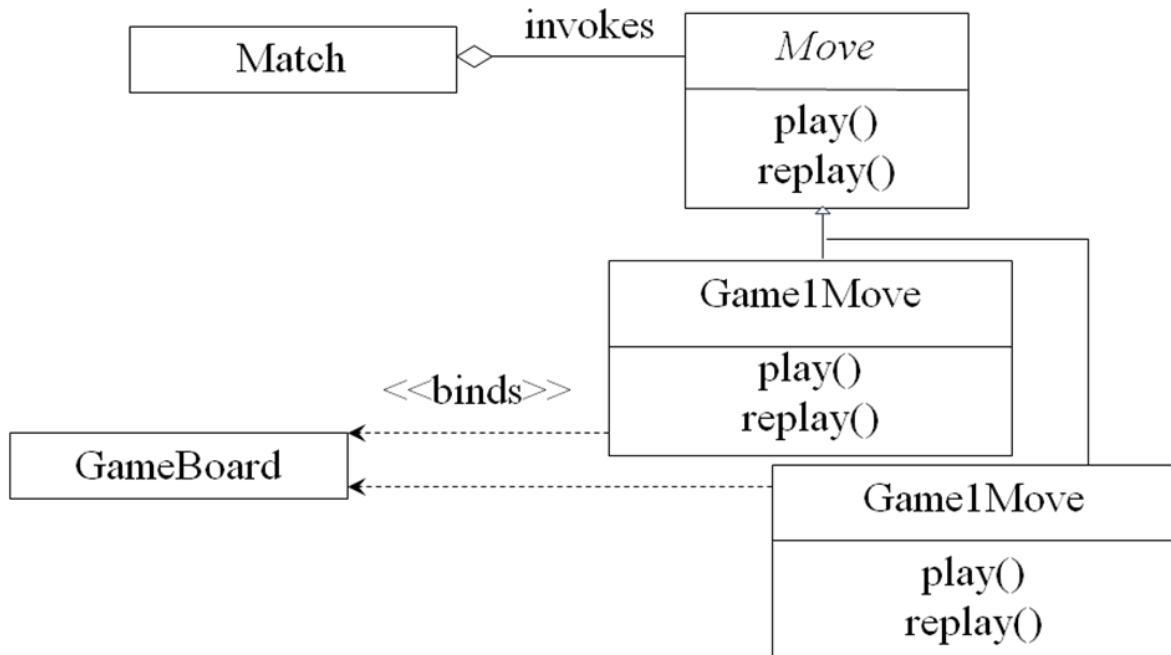 invokes
Match
Move
play()
replay()
Game1Move
play()
replay()
<<binds>>
GameBoard
Game1Move
play()
replay()